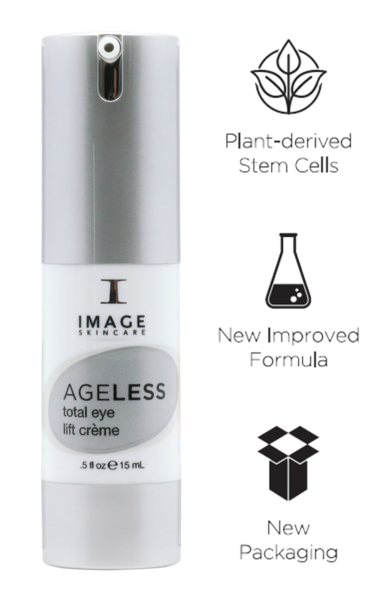 I
IMAGE
SKINCARE
AGELESS
total eye
lift crème
.5 fl oz ℮ 15 mL
Plant-derived
Stem Cells
New Improved
Formula
New
Packaging